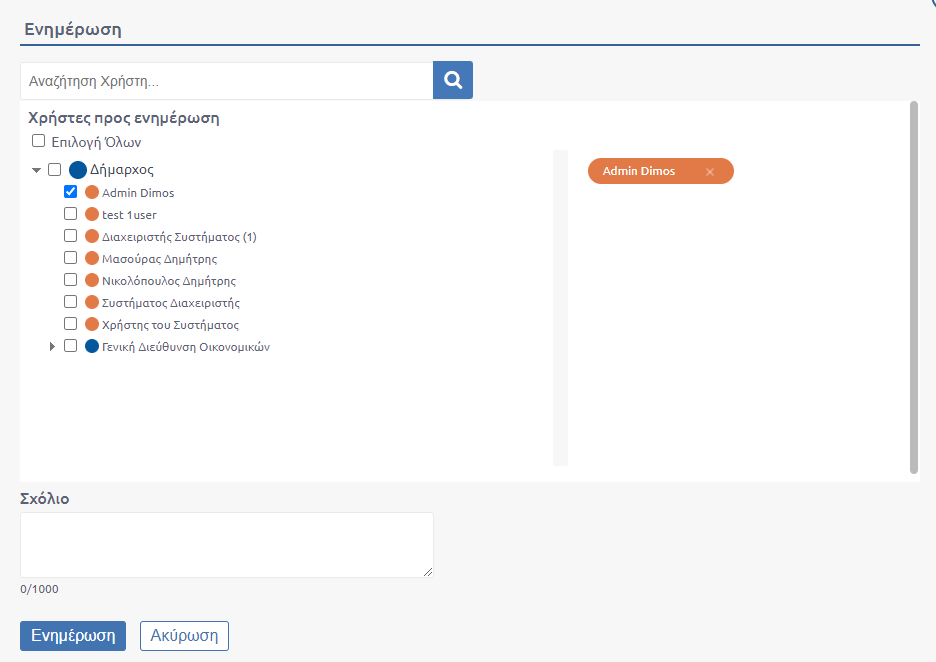 Ενημέρωση
Αναζήτηση Χρήστη...
Χρήστες προς ενημέρωση
Επιλογή Όλων
Δήμαρχος
Admin Dimos
Admin Dimos ×
test 1user
Διαχειριστής Συστήματος (1)
Μασούρας Δημήτρης
Νικολόπουλος Δημήτρης
Συστήματος Διαχειριστής
Χρήστης του Συστήματος
Γενική Διεύθυνση Οικονομικών
Σχόλιο
0/1000
Ενημέρωση
Ακύρωση